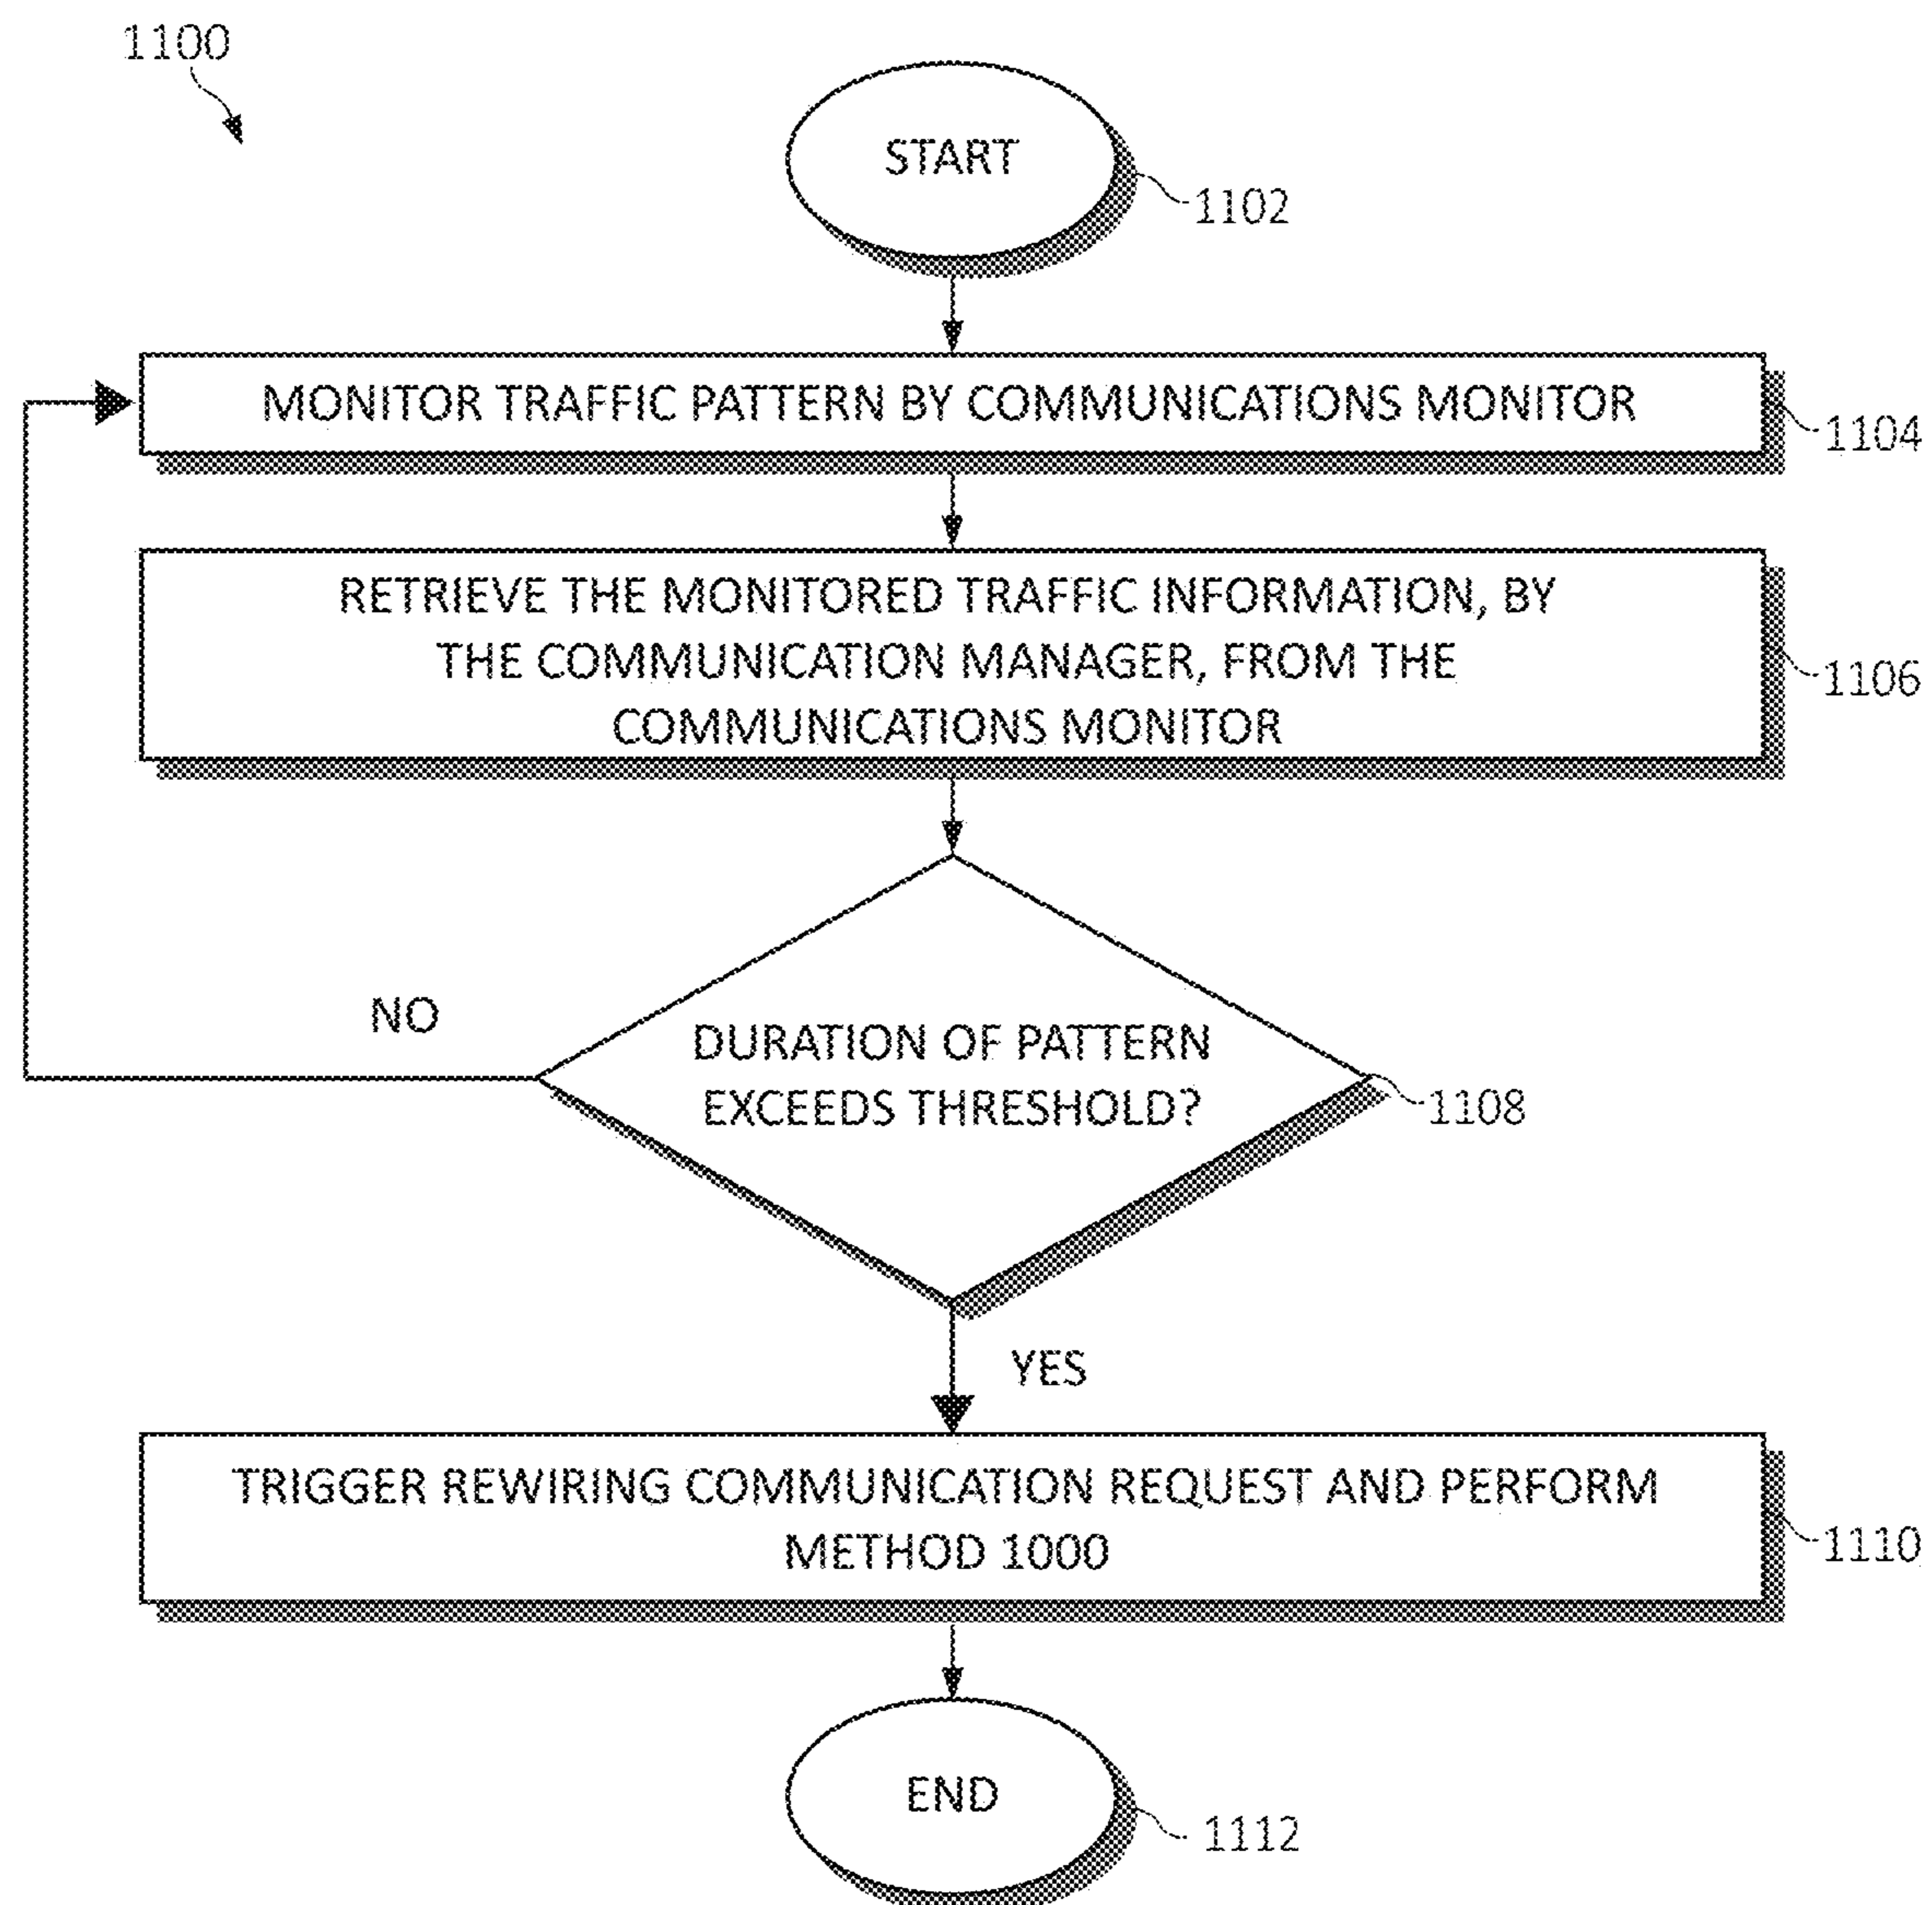 1100
START
1102
MONITOR TRAFFIC PATTERN BY COMMUNICATIONS MONITOR
1104
RETRIEVE THE MONITORED TRAFFIC INFORMATION, BY
THE COMMUNICATION MANAGER, FROM THE
COMMUNICATIONS MONITOR
1106
NO
DURATION OF PATTERN
EXCEEDS THRESHOLD?
1108
YES
TRIGGER REWIRING COMMUNICATION REQUEST AND PERFORM
METHOD 1000
1110
END
1112